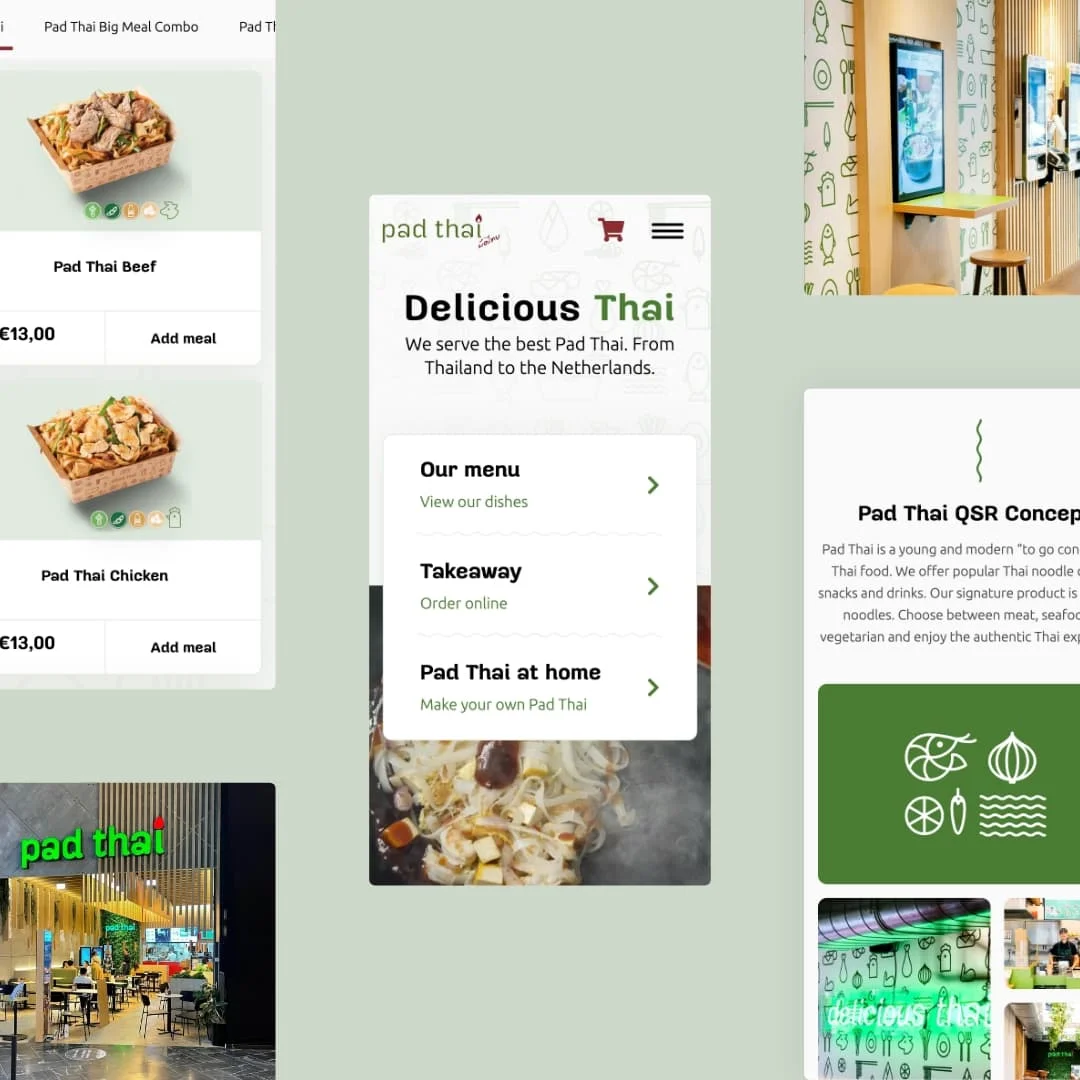 i
Pad Thai Big Meal Combo
Pad Th
Pad Thai Beef
€13,00
Add meal
Pad Thai Chicken
€13,00
Add meal
pad thai
pad thai
pad thai
Delicious Thai
We serve the best Pad Thai. From
Thailand to the Netherlands.
Our menu
View our dishes
Takeaway
Order online
Pad Thai at home
Make your own Pad Thai
Pad Thai QSR Concep
Pad Thai is a young and modern "to go con
Thai food. We offer popular Thai noodle
snacks and drinks. Our signature product is
noodles. Choose between meat, seafoo
vegetarian and enjoy the authentic Thai exp
delicious thai
pad thai